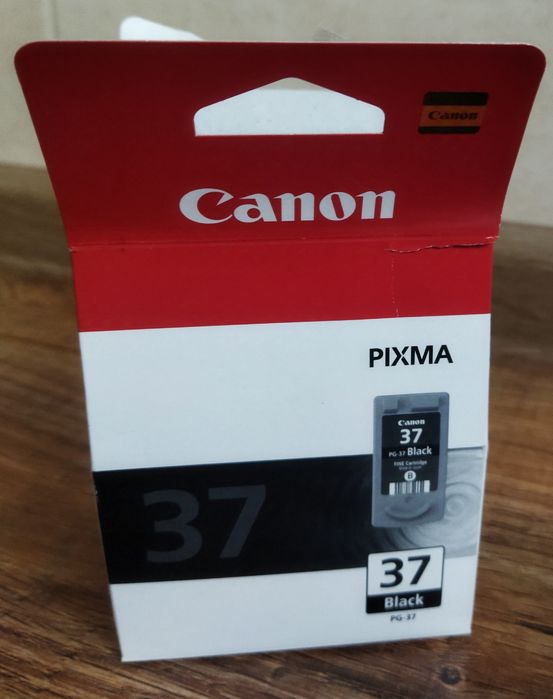 Canon
Canon
PIXMA
Canon
37
PG-37 Black
FINE Cartridge
B
37
37
Black
PG-37